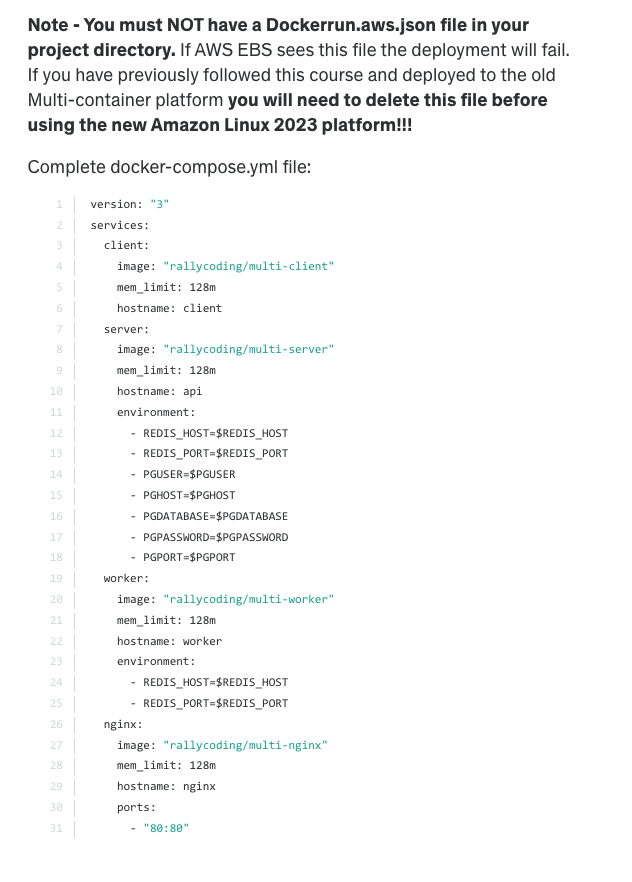 Note - You must NOT have a Dockerrun.aws.json file in your
project directory. If AWS EBS sees this file the deployment will fail.
If you have previously followed this course and deployed to the old
Multi-container platform you will need to delete this file before
using the new Amazon Linux 2023 platform!!!
Complete docker-compose.yml file:
1 version: "3"
2 services:
3   client:
4     image: "rallycoding/multi-client"
5     mem_limit: 128m
6     hostname: client
7   server:
8     image: "rallycoding/multi-server"
9     mem_limit: 128m
10     hostname: api
11     environment:
12       - REDIS_HOST=$REDIS_HOST
13       - REDIS_PORT=$REDIS_PORT
14       - PGUSER=$PGUSER
15       - PGHOST=$PGHOST
16       - PGDATABASE=$PGDATABASE
17       - PGPASSWORD=$PGPASSWORD
18       - PGPORT=$PGPORT
19   worker:
20     image: "rallycoding/multi-worker"
21     mem_limit: 128m
22     hostname: worker
23     environment:
24       - REDIS_HOST=$REDIS_HOST
25       - REDIS_PORT=$REDIS_PORT
26   nginx:
27     image: "rallycoding/multi-nginx"
28     mem_limit: 128m
29     hostname: nginx
30     ports:
31       - "80:80"